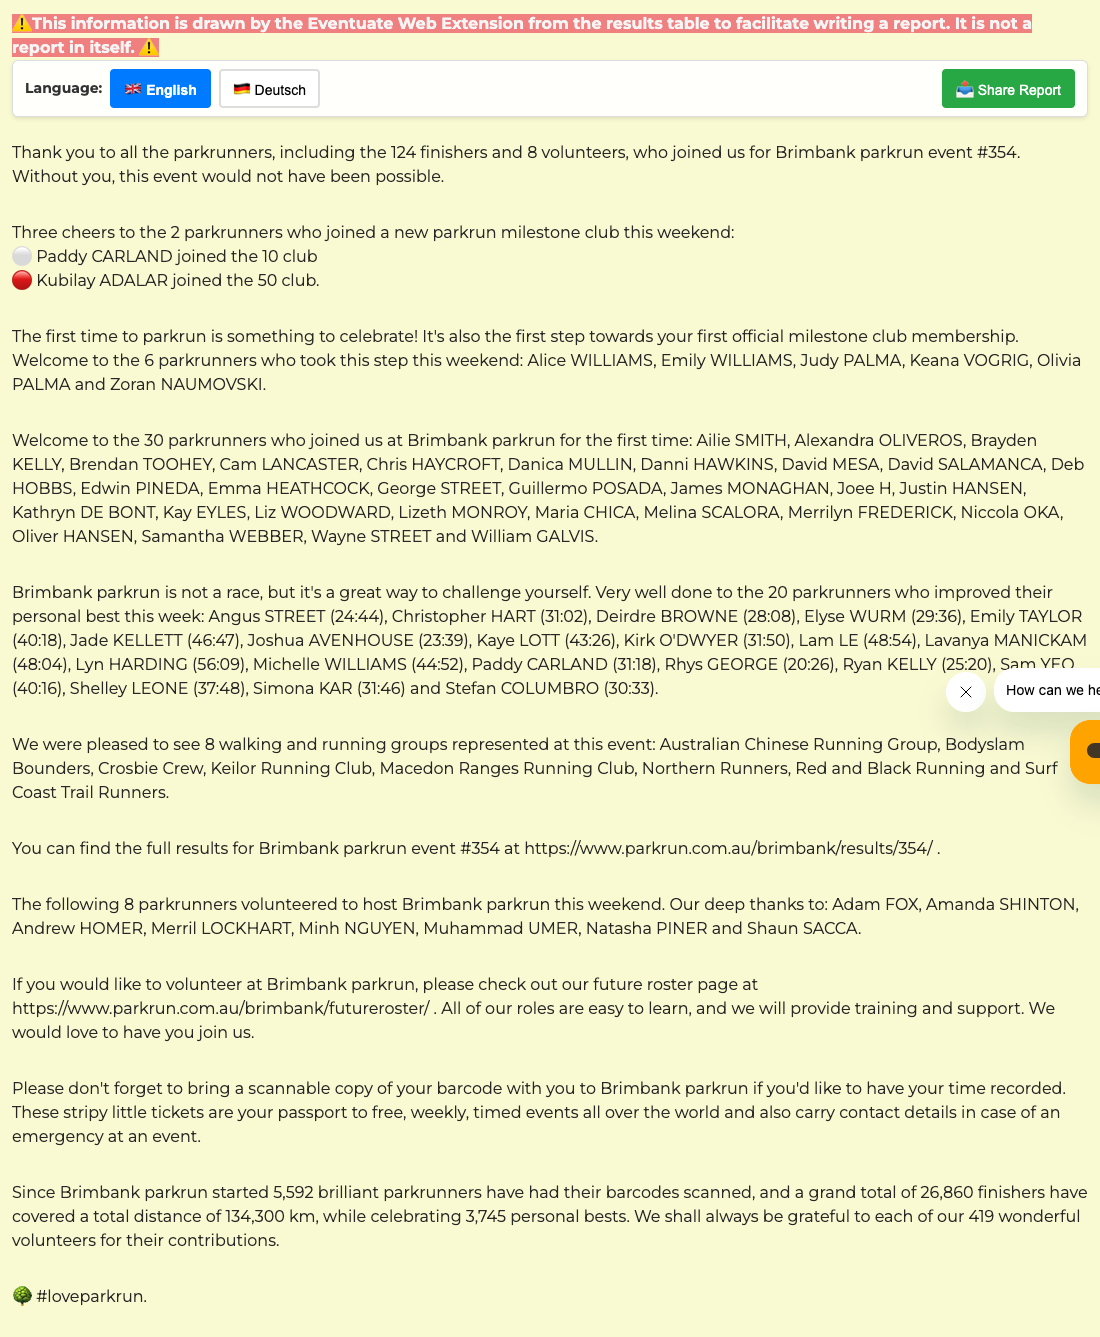 ⚠️This information is drawn by the Eventuate Web Extension from the results table to facilitate writing a report. It is not a
report in itself. ⚠️
Language: English Deutsch Share Report
Thank you to all the parkrunners, including the 124 finishers and 8 volunteers, who joined us for Brimbank parkrun event #354.
Without you, this event would not have been possible.
Three cheers to the 2 parkrunners who joined a new parkrun milestone club this weekend:
⚪ Paddy CARLAND joined the 10 club
🔴 Kubilay ADALAR joined the 50 club.
The first time to parkrun is something to celebrate! It's also the first step towards your first official milestone club membership.
Welcome to the 6 parkrunners who took this step this weekend: Alice WILLIAMS, Emily WILLIAMS, Judy PALMA, Keana VOGRIG, Olivia
PALMA and Zoran NAUMOVSKI.
Welcome to the 30 parkrunners who joined us at Brimbank parkrun for the first time: Ailie SMITH, Alexandra OLIVEROS, Brayden
KELLY, Brendan TOOHEY, Cam LANCASTER, Chris HAYCROFT, Danica MULLIN, Danni HAWKINS, David MESA, David SALAMANCA, Deb
HOBBS, Edwin PINEDA, Emma HEATHCOCK, George STREET, Guillermo POSADA, James MONAGHAN, Joee H, Justin HANSEN,
Kathryn DE BONT, Kay EYLES, Liz WOODWARD, Lizeth MONROY, Maria CHICA, Melina SCALORA, Merrilyn FREDERICK, Niccola OKA,
Oliver HANSEN, Samantha WEBBER, Wayne STREET and William GALVIS.
Brimbank parkrun is not a race, but it's a great way to challenge yourself. Very well done to the 20 parkrunners who improved their
personal best this week: Angus STREET (24:44), Christopher HART (31:02), Deirdre BROWNE (28:08), Elyse WURM (29:36), Emily TAYLOR
(40:18), Jade KELLETT (46:47), Joshua AVENHOUSE (23:39), Kaye LOTT (43:26), Kirk O'DWYER (31:50), Lam LE (48:54), Lavanya MANICKAM
(48:04), Lyn HARDING (56:09), Michelle WILLIAMS (44:52), Paddy CARLAND (31:18), Rhys GEORGE (20:26), Ryan KELLY (25:20), Sam YEO
(40:16), Shelley LEONE (37:48), Simona KAR (31:46) and Stefan COLUMBRO (30:33).
How can we he
We were pleased to see 8 walking and running groups represented at this event: Australian Chinese Running Group, Bodyslam
Bounders, Crosbie Crew, Keilor Running Club, Macedon Ranges Running Club, Northern Runners, Red and Black Running and Surf
Coast Trail Runners.
You can find the full results for Brimbank parkrun event #354 at https://www.parkrun.com.au/brimbank/results/354/ .
The following 8 parkrunners volunteered to host Brimbank parkrun this weekend. Our deep thanks to: Adam FOX, Amanda SHINTON,
Andrew HOMER, Merril LOCKHART, Minh NGUYEN, Muhammad UMER, Natasha PINER and Shaun SACCA.
If you would like to volunteer at Brimbank parkrun, please check out our future roster page at
https://www.parkrun.com.au/brimbank/futureroster/ . All of our roles are easy to learn, and we will provide training and support. We
would love to have you join us.
Please don't forget to bring a scannable copy of your barcode with you to Brimbank parkrun if you'd like to have your time recorded.
These stripy little tickets are your passport to free, weekly, timed events all over the world and also carry contact details in case of an
emergency at an event.
Since Brimbank parkrun started 5,592 brilliant parkrunners have had their barcodes scanned, and a grand total of 26,860 finishers have
covered a total distance of 134,300 km, while celebrating 3,745 personal bests. We shall always be grateful to each of our 419 wonderful
volunteers for their contributions.
🌳 #loveparkrun.